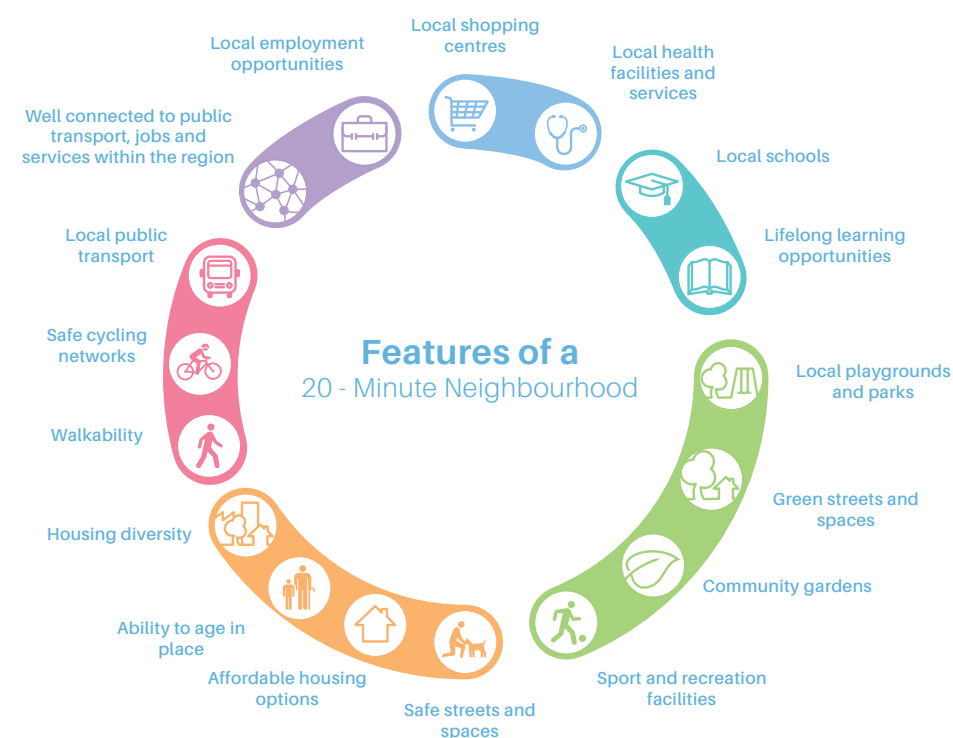 Local shopping
centres
Local health
facilities and
services
Local schools
Lifelong learning
opportunities
Local playgrounds
and parks
Green streets and
spaces
Community gardens
Sport and recreation
facilities
Safe streets and
spaces
Affordable housing
options
Ability to age in
place
Housing diversity
Walkability
Safe cycling
networks
Local public
transport
Well connected to public
transport, jobs and
services within the region
Local employment
opportunities
Features of a
20 - Minute Neighbourhood